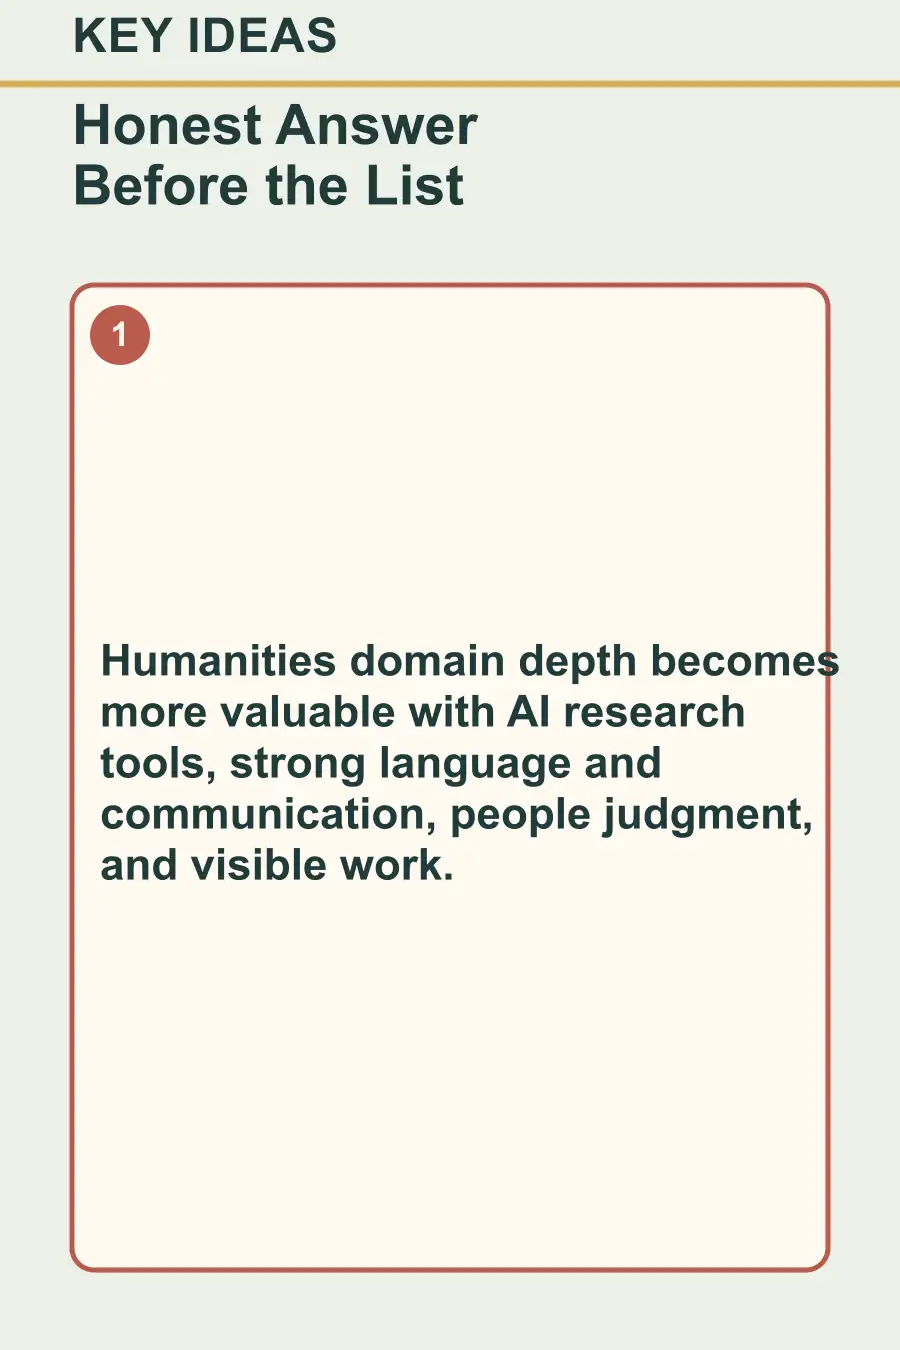 KEY IDEAS
Honest Answer
Before the List
1
Humanities domain depth becomes
more valuable with AI research
tools, strong language and
communication, people judgment,
and visible work.